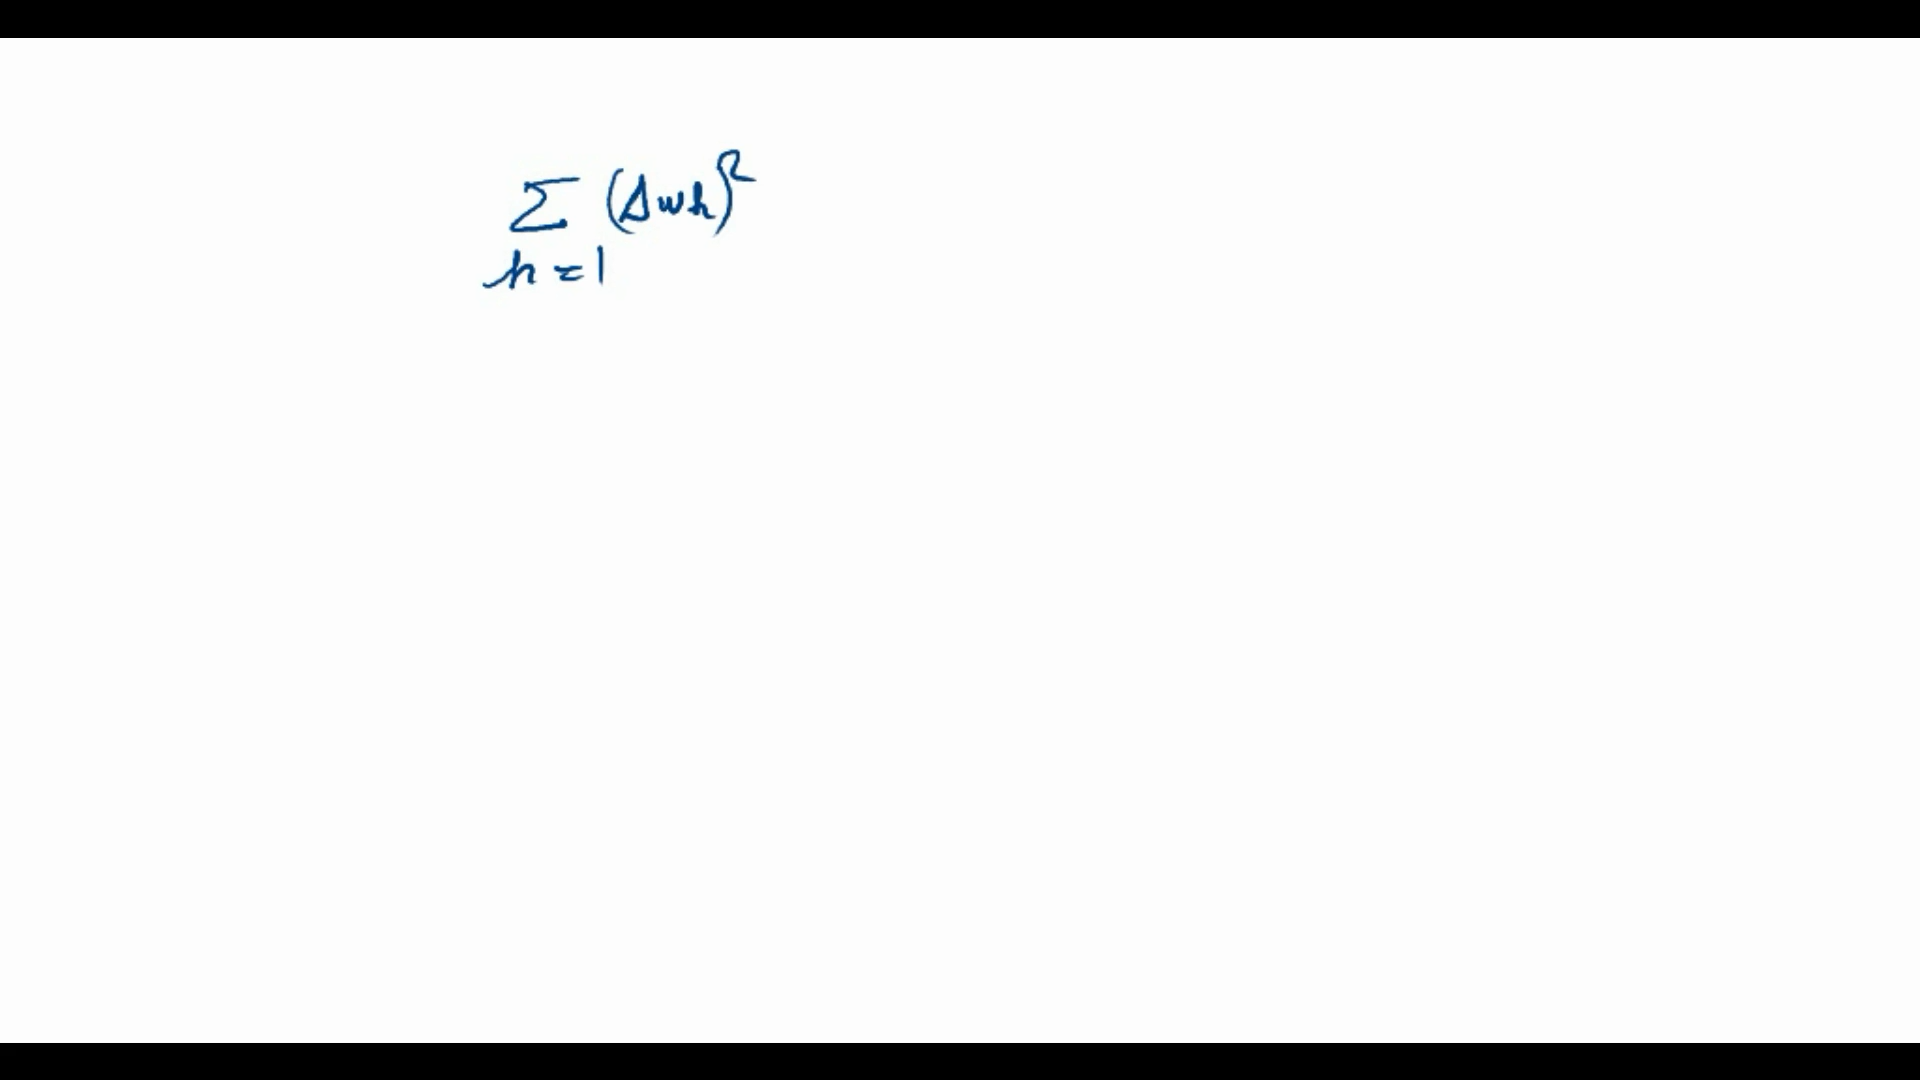 Σ (Δwh)²
h = 1